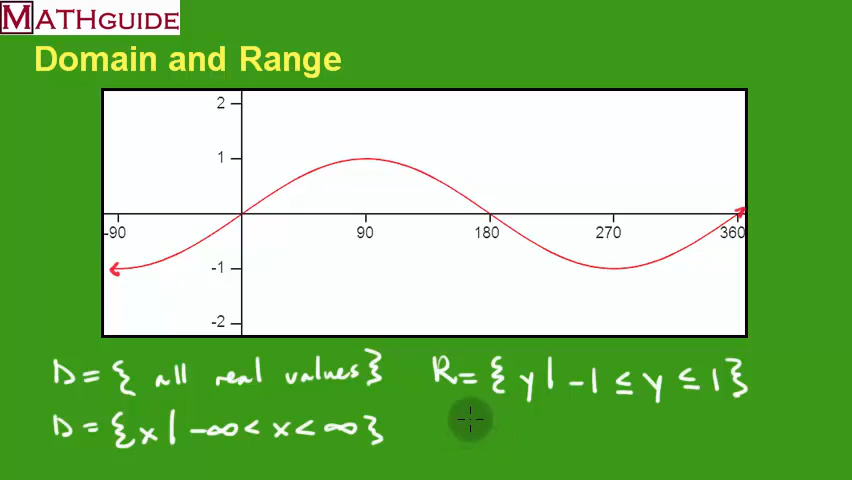 MATHGUIDE
Domain and Range
2
1
-90 90 180 270 360
-1
-2
D = { all real values} R = { y | -1 ≤ y ≤ 1}
D = {x | -∞ < x < ∞}